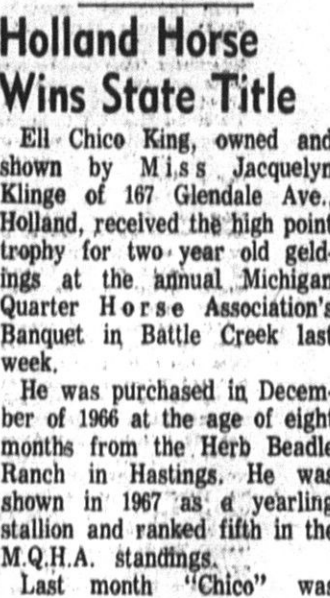 Holland Horse
Wins State Title
Ell Chico King, owned and
shown by Miss Jacquelyn
Klinge of 167 Glendale Ave.,
Holland, received the high point
trophy for two year old geld-
ings at the annual Michigan
Quarter Horse Association's
Banquet in Battle Creek last
week.
He was purchased in Decem-
ber of 1966 at the age of eight
months from the Herb Beadle
Ranch in Hastings. He was
shown in 1967 as a yearling
stallion and ranked fifth in the
M.Q.H.A. standings.
Last month "Chico" was